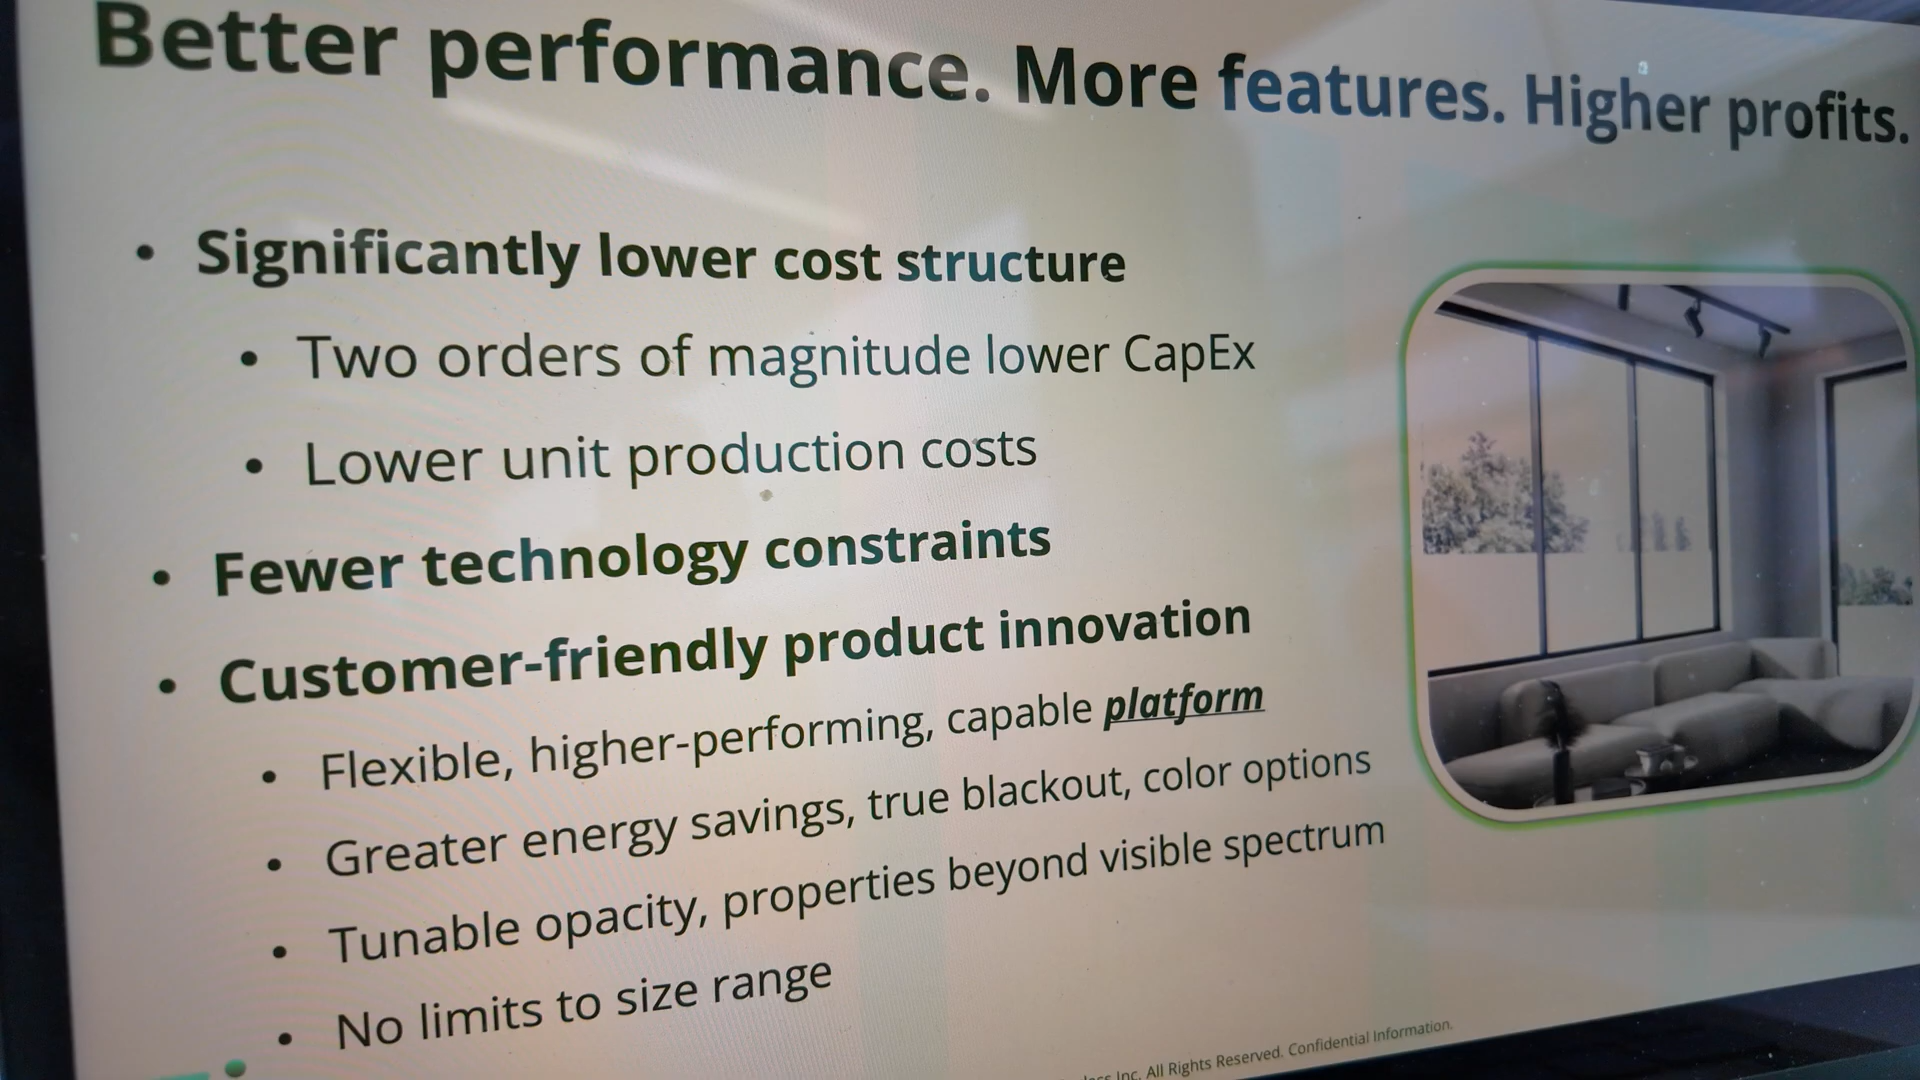 Better performance. More features. Higher profits.
• Significantly lower cost structure
• Two orders of magnitude lower CapEx
• Lower unit production costs
• Fewer technology constraints
• Customer-friendly product innovation
• Flexible, higher-performing, capable platform
• Greater energy savings, true blackout, color options
• Tunable opacity, properties beyond visible spectrum
• No limits to size range
Inc. All Rights Reserved. Confidential Information.